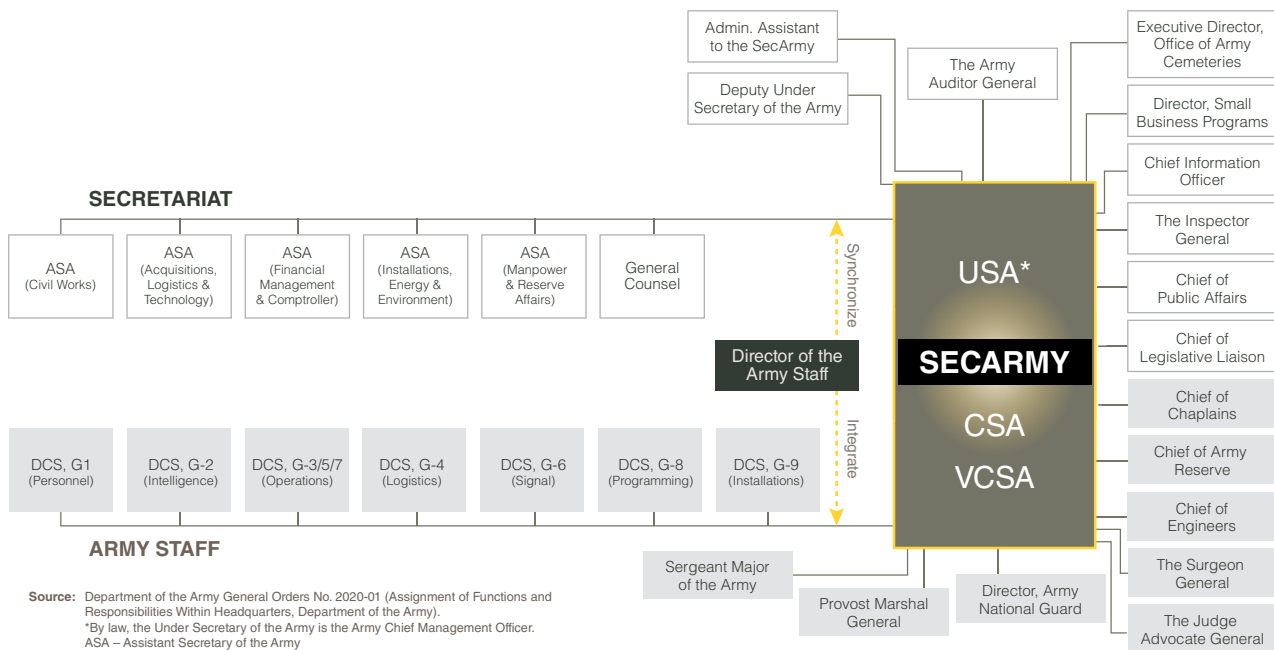 Admin. Assistant
to the SecArmy
Deputy Under
Secretary of the Army
The Army
Auditor General
Executive Director,
Office of Army
Cemeteries
Director, Small
Business Programs
Chief Information
Officer
The Inspector
General
Chief of
Public Affairs
Chief of
Legislative Liaison
Chief of
Chaplains
Chief of Army
Reserve
Chief of
Engineers
The Surgeon
General
The Judge
Advocate General
SECRETARIAT
ASA
(Civil Works)
ASA
(Acquisitions,
Logistics &
Technology)
ASA
(Financial
Management
& Comptroller)
ASA
(Installations,
Energy &
Environment)
ASA
(Manpower
& Reserve
Affairs)
General
Counsel
Synchronize
Director of the
Army Staff
Integrate
USA*
SECARMY
CSA
VCSA
DCS, G1
(Personnel)
DCS, G-2
(Intelligence)
DCS, G-3/5/7
(Operations)
DCS, G-4
(Logistics)
DCS, G-6
(Signal)
DCS, G-8
(Programming)
DCS, G-9
(Installations)
ARMY STAFF
Sergeant Major
of the Army
Provost Marshal
General
Director, Army
National Guard
Source: Department of the Army General Orders No. 2020-01 (Assignment of Functions and
Responsibilities Within Headquarters, Department of the Army).
*By law, the Under Secretary of the Army is the Army Chief Management Officer.
ASA – Assistant Secretary of the Army